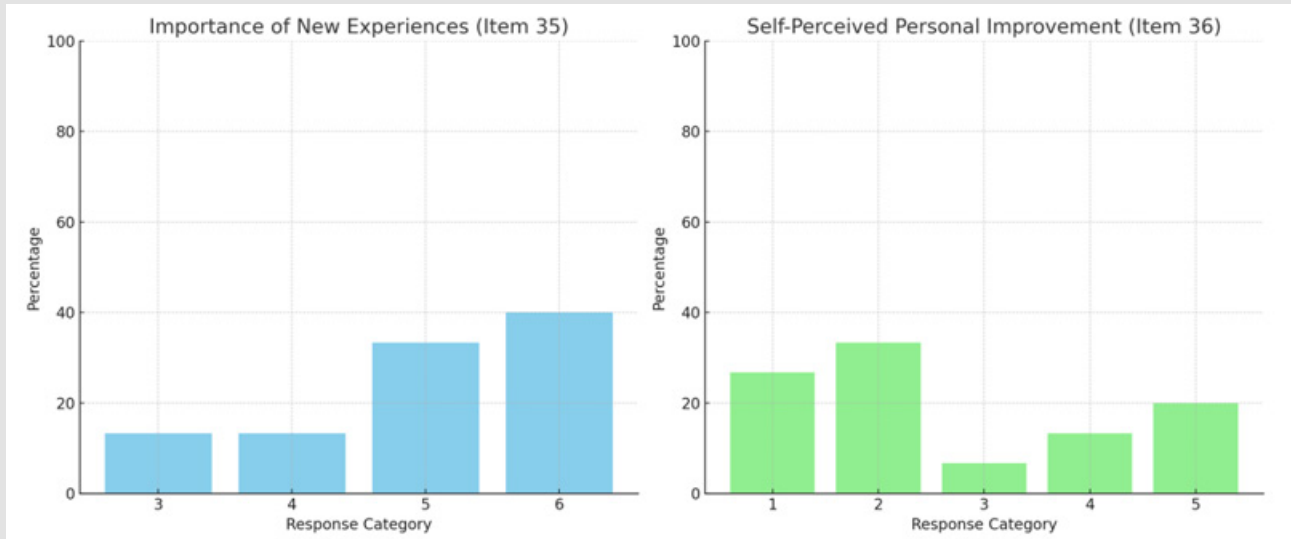 Importance of New Experiences (Item 35)
100
80
60
40
20
0
Percentage
3 4 5 6
Response Category
Self-Perceived Personal Improvement (Item 36)
100
80
60
40
20
0
Percentage
1 2 3 4 5
Response Category